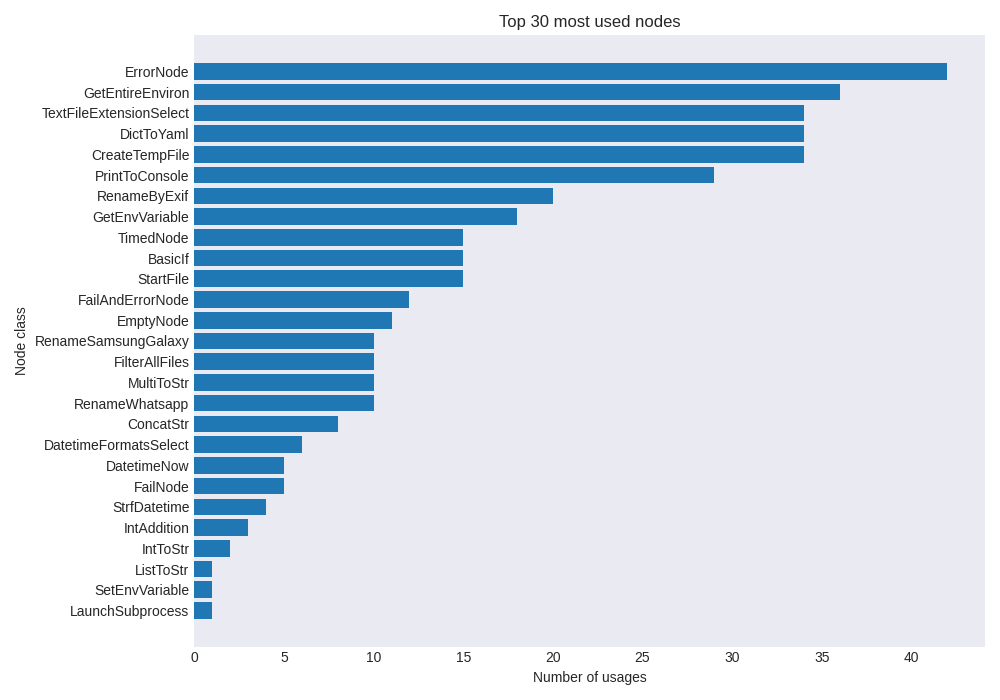 Top 30 most used nodes
Node class
ErrorNode
GetEntireEnviron
TextFileExtensionSelect
DictToYaml
CreateTempFile
PrintToConsole
RenameByExif
GetEnvVariable
TimedNode
BasicIf
StartFile
FailAndErrorNode
EmptyNode
RenameSamsungGalaxy
FilterAllFiles
MultiToStr
RenameWhatsapp
ConcatStr
DatetimeFormatsSelect
DatetimeNow
FailNode
StrfDatetime
IntAddition
IntToStr
ListToStr
SetEnvVariable
LaunchSubprocess
0 5 10 15 20 25 30 35 40
Number of usages